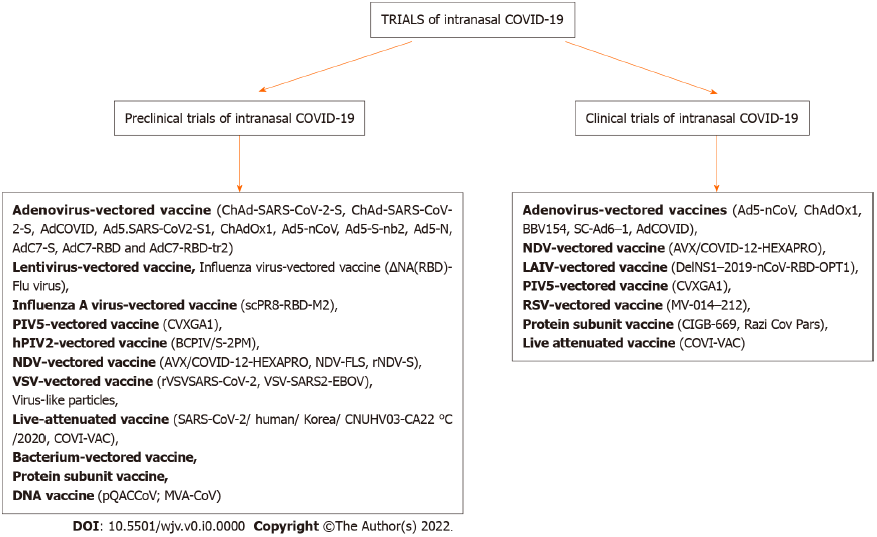 TRIALS of intranasal COVID-19
Preclinical trials of intranasal COVID-19
Clinical trials of intranasal COVID-19
Adenovirus-vectored vaccine (ChAd-SARS-CoV-2-S, ChAd-SARS-CoV-
2-S, AdCOVID, Ad5.SARS-CoV2-S1, ChAdOx1, Ad5-nCoV, Ad5-S-nb2, Ad5-N,
AdC7-S, AdC7-RBD and AdC7-RBD-tr2)
Lentivirus-vectored vaccine, Influenza virus-vectored vaccine (ΔNA(RBD)-
Flu virus),
Influenza A virus-vectored vaccine (scPR8-RBD-M2),
PIV5-vectored vaccine (CVXGA1),
hPIV2-vectored vaccine (BCPIV/S-2PM),
NDV-vectored vaccine (AVX/COVID-12-HEXAPRO, NDV-FLS, rNDV-S),
VSV-vectored vaccine (rVSVSARS-CoV-2, VSV-SARS2-EBOV),
Virus-like particles,
Live-attenuated vaccine (SARS-CoV-2/ human/ Korea/ CNUHV03-CA22 °C
/2020, COVI-VAC),
Bacterium-vectored vaccine,
Protein subunit vaccine,
DNA vaccine (pQACCoV; MVA-CoV)
Adenovirus-vectored vaccines (Ad5-nCoV, ChAdOx1,
BBV154, SC-Ad6–1, AdCOVID),
NDV-vectored vaccine (AVX/COVID-12-HEXAPRO),
LAIV-vectored vaccine (DelNS1–2019-nCoV-RBD-OPT1),
PIV5-vectored vaccine (CVXGA1),
RSV-vectored vaccine (MV-014–212),
Protein subunit vaccine (CIGB-669, Razi Cov Pars),
Live attenuated vaccine (COVI-VAC)
DOI: 10.5501/wjv.v0.i0.0000 Copyright ©The Author(s) 2022.